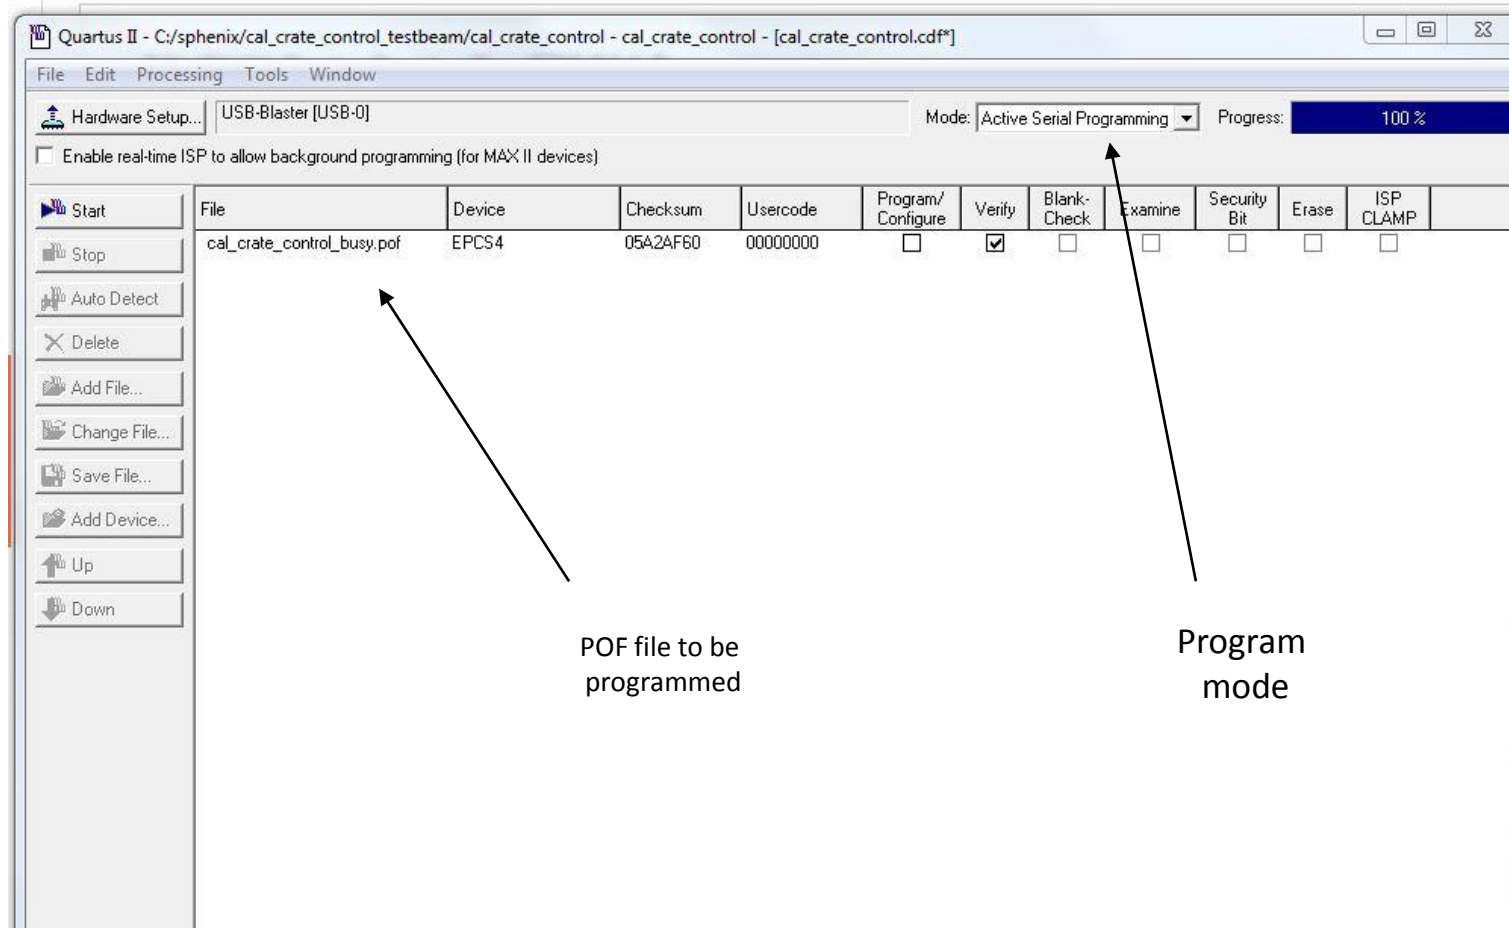 Quartus II - C:/sphenix/cal_crate_control_testbeam/cal_crate_control - cal_crate_control - [cal_crate_control.cdf*]
File Edit Processing Tools Window
Hardware Setup... USB-Blaster [USB-0] Mode: Active Serial Programming Progress: 100 %
Enable real-time ISP to allow background programming (for MAX II devices)
File Device Checksum Usercode Program/ Configure Verify Blank- Check Examine Security Bit Erase ISP CLAMP
cal_crate_control_busy.pof EPCS4 05A2AF60 00000000
Start
Stop
Auto Detect
Delete
Add File...
Change File...
Save File...
Add Device...
Up
Down
POF file to be
programmed
Program
mode